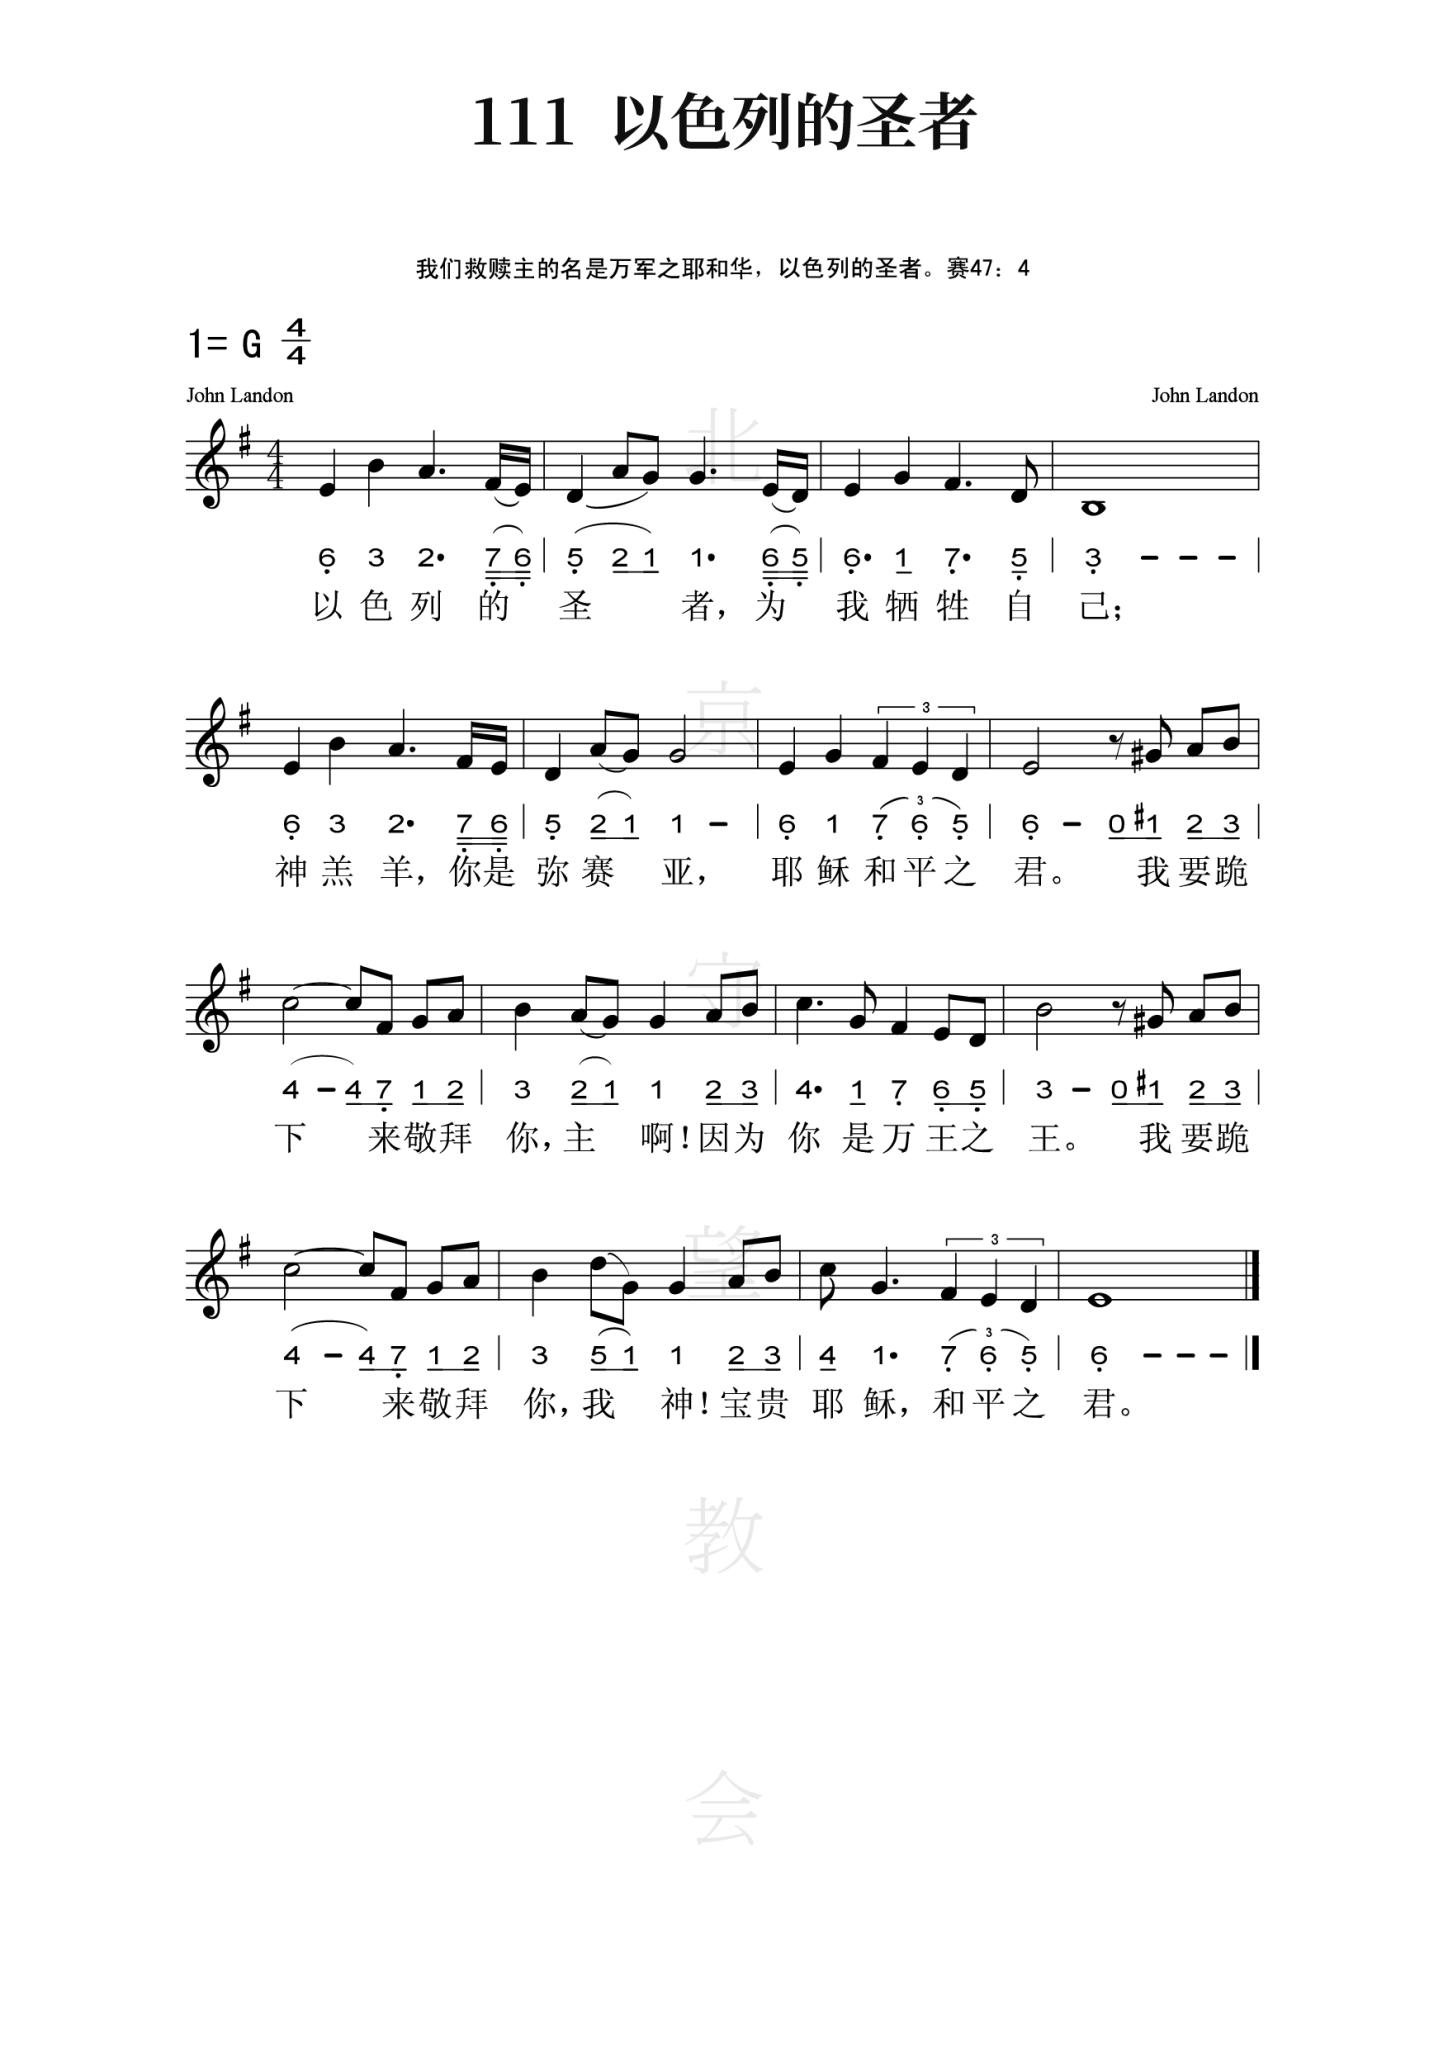 111 以色列的圣者
我们救赎主的名是万军之耶和华，以色列的圣者。赛47：4
1= G 4/4
John Landon John Landon
4 4
6 3 2• 7 6 | 5 2 1 1• 6 5 | 6• 1 7• 5 | 3 - - - |
以色列的 圣 者，为 我牺牲自 己；
3
6 3 2• 7 6 | 5 2 1 1 - | 6 1 7 6 5 | 6 - 0 #1 2 3 |
3
神羔羊，你是弥赛 亚， 耶稣和平之 君。 我要跪
4 - 4 7 1 2 | 3 2 1 1 2 3 | 4• 1 7 6 5 | 3 - 0 #1 2 3 |
下 来敬拜 你，主 啊！因为 你是万王之 王。 我要跪
3
4 - 4 7 1 2 | 3 5 1 1 2 3 | 4 1• 7 6 5 | 6 - - -
3
下 来敬拜 你，我 神！宝贵 耶稣，和平之 君。
北
京
守
望
教
会